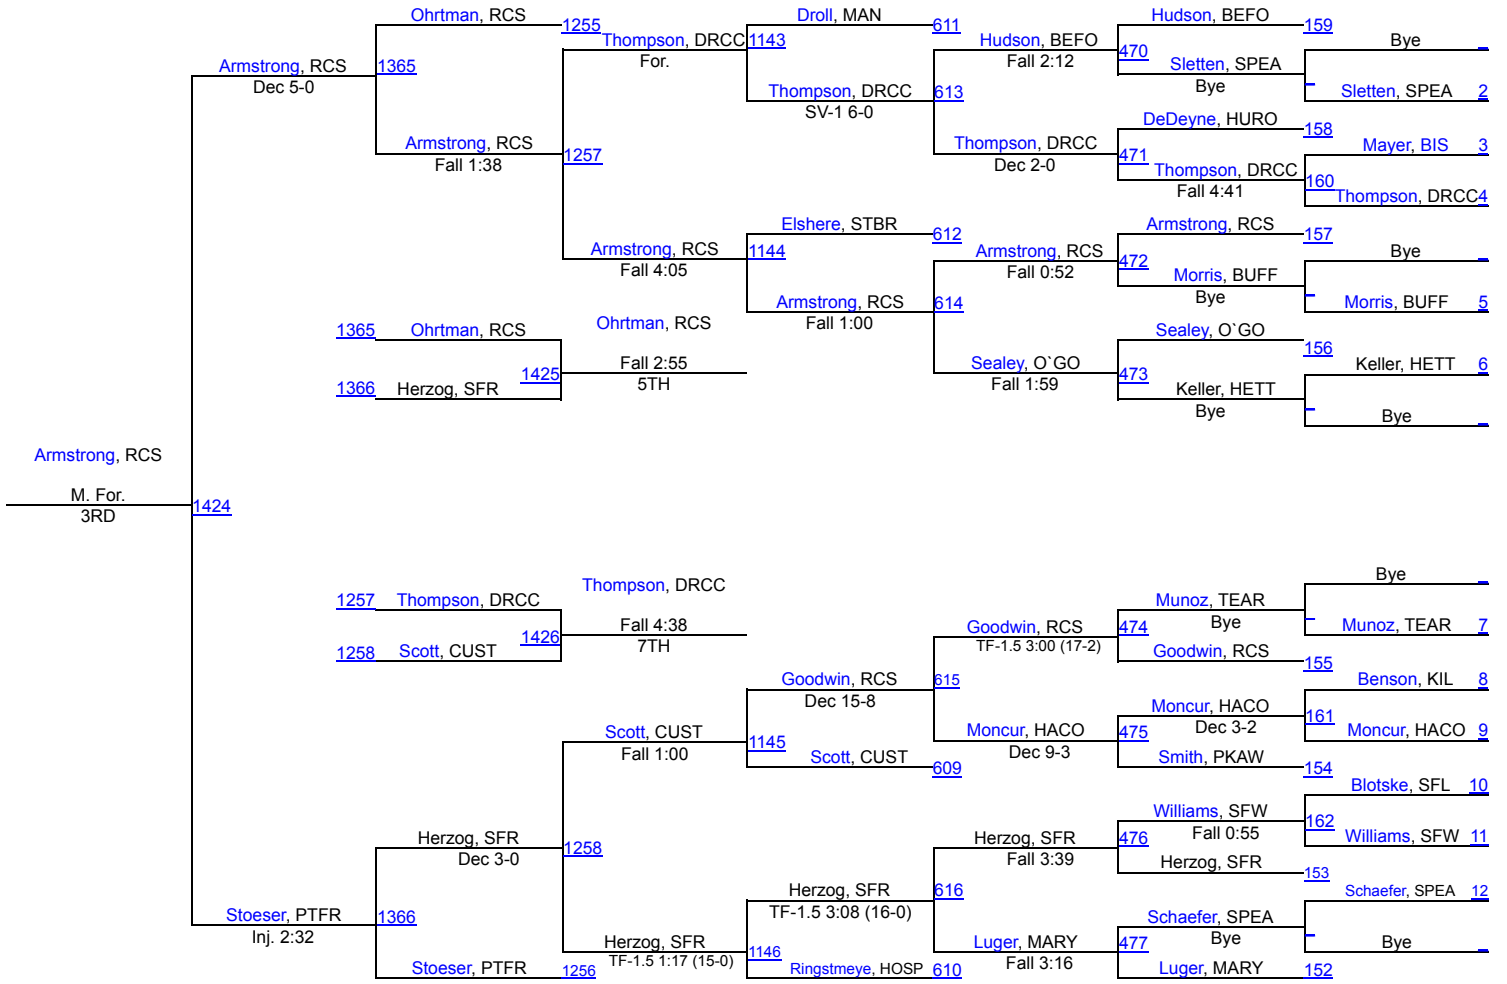 Ohrtman, RCS
1255
Droll, MAN
611
Hudson, BEFO
159
Thompson, DRCC
1143
For.
Hudson, BEFO
Fall 2:12
470
Bye
Armstrong, RCS
Dec 5-0
1365
Sletten, SPEA
Bye
Thompson, DRCC
SV-1 6-0
613
Sletten, SPEA
2
DeDeyne, HURO
158
Armstrong, RCS
Fall 1:38
1257
Thompson, DRCC
Dec 2-0
471
Mayer, BIS
3
Thompson, DRCC
Fall 4:41
160
Thompson, DRCC
4
Elshere, STBR
612
Armstrong, RCS
157
Armstrong, RCS
Fall 4:05
1144
Armstrong, RCS
Fall 0:52
472
Bye
Morris, BUFF
Bye
Armstrong, RCS
Fall 1:00
614
Morris, BUFF
5
1365
Ohrtman, RCS
Ohrtman, RCS
Sealey, O`GO
156
Fall 2:55
5TH
1425
Sealey, O`GO
Fall 1:59
473
Keller, HETT
6
1366
Herzog, SFR
Keller, HETT
Bye
Bye
Armstrong, RCS
M. For.
3RD
1424
Bye
1257
Thompson, DRCC
Thompson, DRCC
Munoz, TEAR
Bye
Fall 4:38
7TH
1426
Goodwin, RCS
TF-1.5 3:00 (17-2)
474
Munoz, TEAR
7
1258
Scott, CUST
Goodwin, RCS
155
Goodwin, RCS
Dec 15-8
615
Benson, KIL
8
Moncur, HACO
Dec 3-2
161
Scott, CUST
Fall 1:00
1145
Moncur, HACO
Dec 9-3
475
Moncur, HACO
9
Scott, CUST
609
Smith, PKAW
154
Blotske, SFL
10
Williams, SFW
Fall 0:55
162
Herzog, SFR
Dec 3-0
1258
Herzog, SFR
Fall 3:39
476
Williams, SFW
11
Herzog, SFR
153
Herzog, SFR
TF-1.5 3:08 (16-0)
616
Schaefer, SPEA
12
Stoeser, PTFR
Inj. 2:32
1366
Schaefer, SPEA
Bye
Herzog, SFR
TF-1.5 1:17 (15-0)
1146
Luger, MARY
Fall 3:16
477
Bye
Stoeser, PTFR
1256
Ringstmeye, HOSP
610
Luger, MARY
152